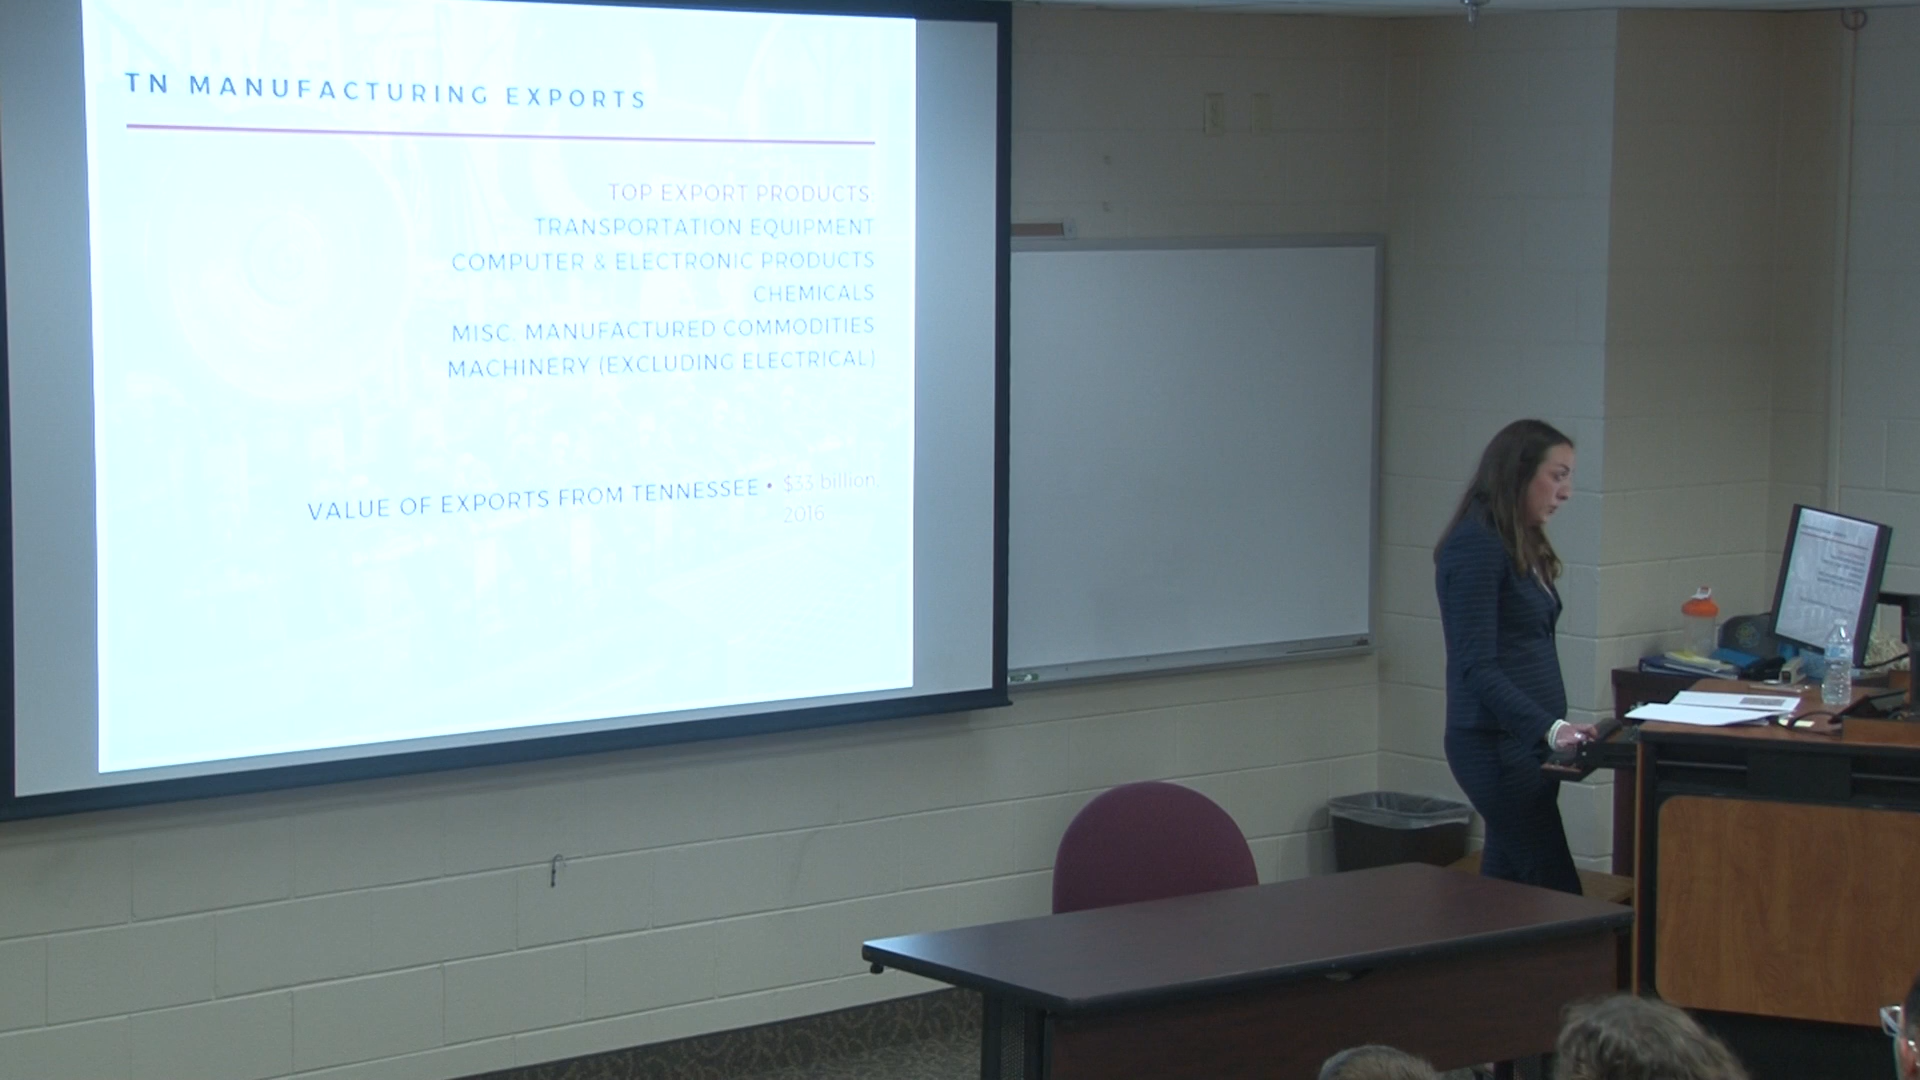 TN MANUFACTURING EXPORTS
TOP EXPORT PRODUCTS
TRANSPORTATION EQUIPMENT
COMPUTER & ELECTRONIC PRODUCTS
CHEMICALS
MISC. MANUFACTURED COMMODITIES
MACHINERY (EXCLUDING ELECTRICAL)
VALUE OF EXPORTS FROM TENNESSEE • $33 billion,
2016